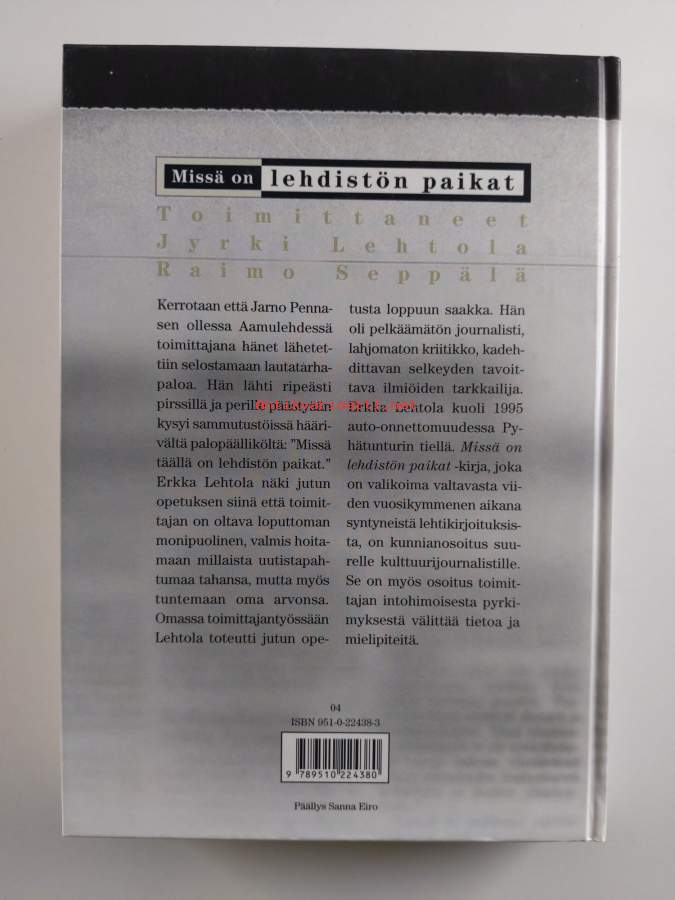 Missä on lehdistön paikat
Toimittaneet
Jyrki Lehtola
Raimo Seppälä
Kerrotaan että Jarno Penna-
sen ollessa Aamulehdessä
toimittajana hänet lähetet-
tiin selostamaan lautatarha-
paloa. Hän lähti ripeästi
pirssillä ja perille päästyään
kysyi sammutustöissä hääri-
vältä palopäälliköltä: ”Missä
täällä on lehdistön paikat.”
Erkka Lehtola näki jutun
opetuksen siinä että toimit-
tajan on oltava loputtoman
monipuolinen, valmis hoita-
maan millaista uutistapah-
tumaa tahansa, mutta myös
tuntemaan oma arvonsa.
Omassa toimittajantyössään
Lehtola toteutti jutun ope-
tusta loppuun saakka. Hän
oli pelkäämätön journalisti,
lahjomaton kriitikko, kadeh-
dittavan selkeyden tavoit-
tava ilmiöiden tarkkailija.
Erkka Lehtola kuoli 1995
auto-onnettomuudessa Py-
hätunturin tiellä. Missä on
lehdistön paikat -kirja, joka
on valikoima valtavasta vii-
den vuosikymmenen aikana
syntyneistä lehtikirjoituksis-
ta, on kunnianosoitus suu-
relle kulttuurijournalistille.
Se on myös osoitus toimit-
tajan intohimoisesta pyrki-
myksestä välittää tietoa ja
mielipiteitä.
04
ISBN 951-0-22438-3
9 789510 224380
Päällys Sanna Eiro